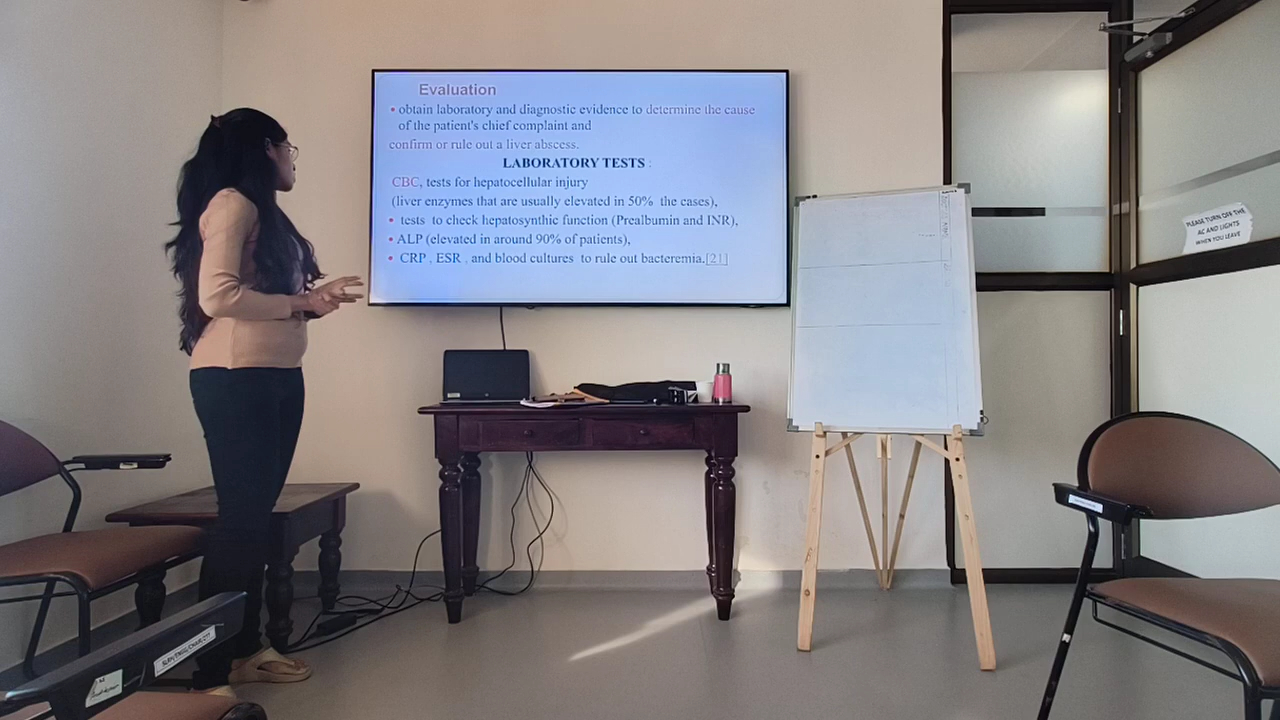 Evaluation
• obtain laboratory and diagnostic evidence to determine the cause
of the patient's chief complaint and
confirm or rule out a liver abscess.
LABORATORY TESTS :
CBC, tests for hepatocellular injury
(liver enzymes that are usually elevated in 50% the cases),
• tests to check hepatosynthic function (Prealbumin and INR),
• ALP (elevated in around 90% of patients),
• CRP , ESR , and blood cultures to rule out bacteremia.[21]
PLEASE TURN OFF THE
AC AND LIGHTS
WHEN YOU LEAVE